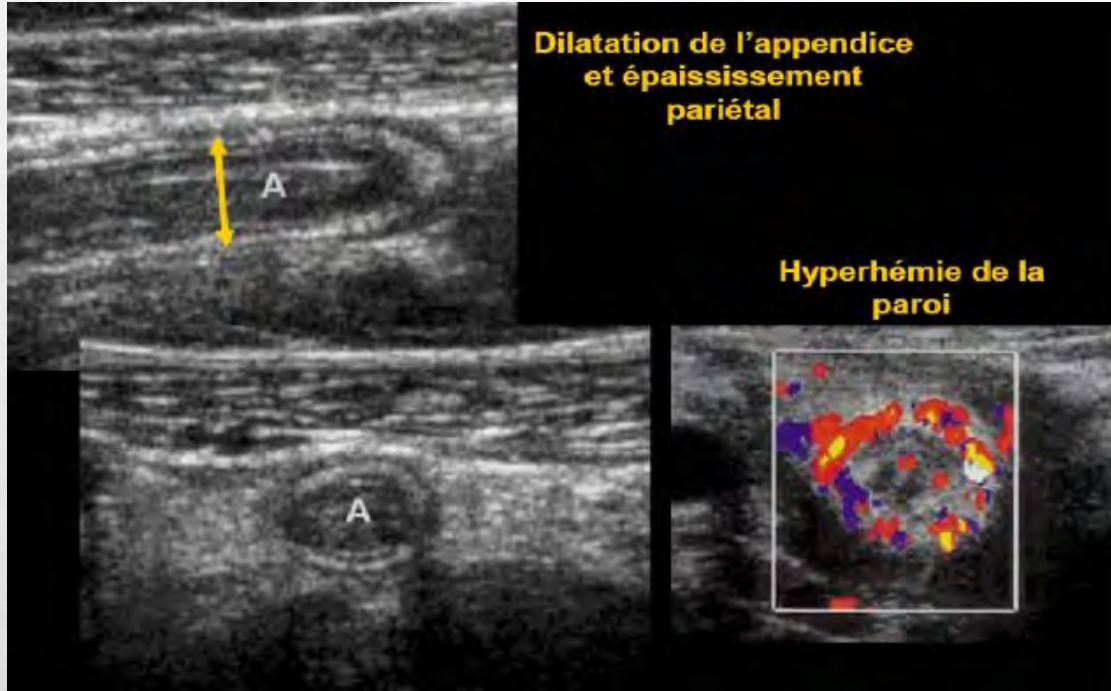 Dilatation de l'appendice
et épaississement
pariétal
A
Hyperhémie de la
paroi
A